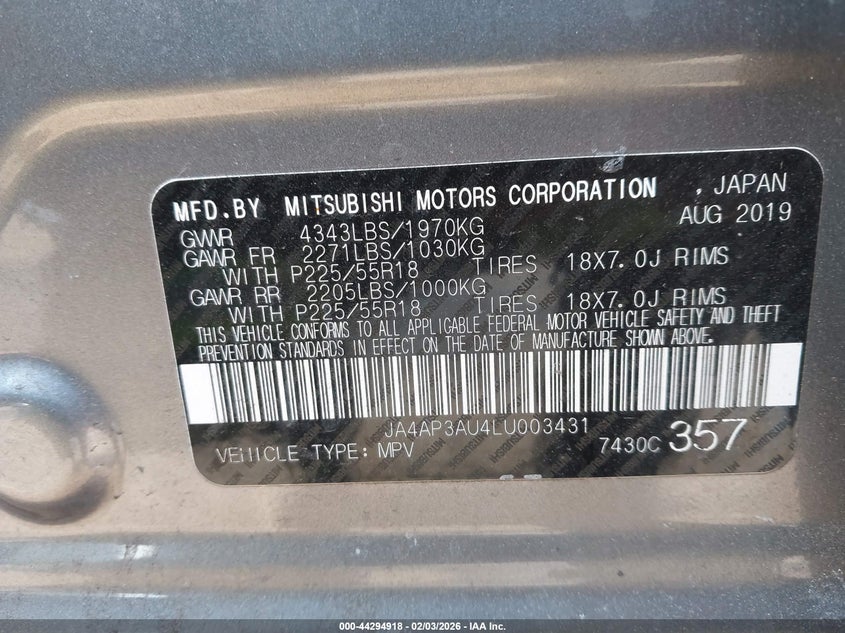 MFD.BY MITSUBISHI MOTORS CORPORATION , JAPAN
GVWR 4343LBS/1970KG AUG 2019
GAWR FR 2271LBS/1030KG
WITH P225/55R18 TIRES 18X7.0J RIMS
GAWR RR 2205LBS/1000KG
WITH P225/55R18 TIRES 18X7.0J RIMS
THIS VEHICLE CONFORMS TO ALL APPLICABLE FEDERAL MOTOR VEHICLE SAFETY AND THEFT
PREVENTION STANDARDS IN EFFECT ON THE DATE OF MANUFACTURE SHOWN ABOVE.
JA4AP3AU4LU003431
VEHICLE TYPE: MPV 7430C 357
000-44294918 - 02/03/2026 - IAA Inc.